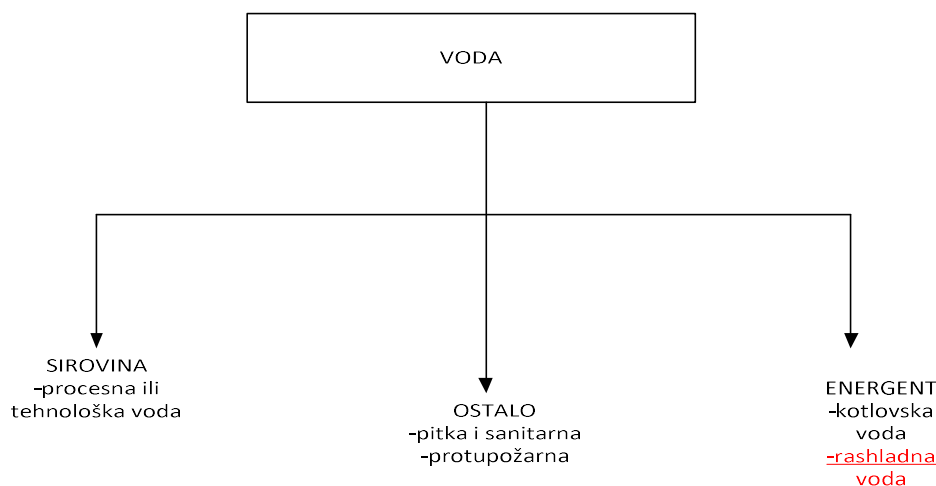 VODA
SIROVINA
-procesna ili
tehnološka voda
OSTALO
-pitka i sanitarna
-protupožarna
ENERGENT
-kotlovska
voda
-rashladna
voda